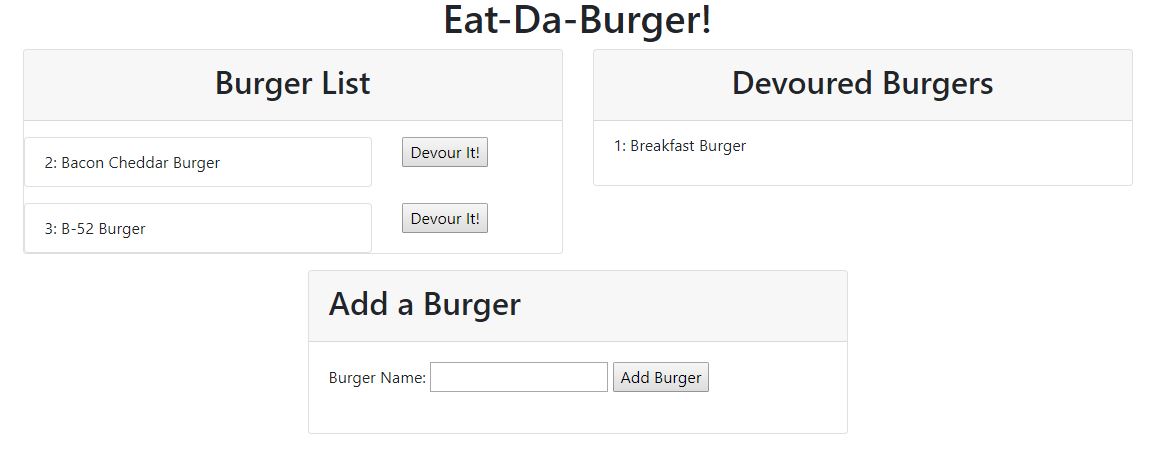 Eat-Da-Burger!
Burger List
2: Bacon Cheddar Burger
Devour It!
3: B-52 Burger
Devour It!
Devoured Burgers
1: Breakfast Burger
Add a Burger
Burger Name:
Add Burger